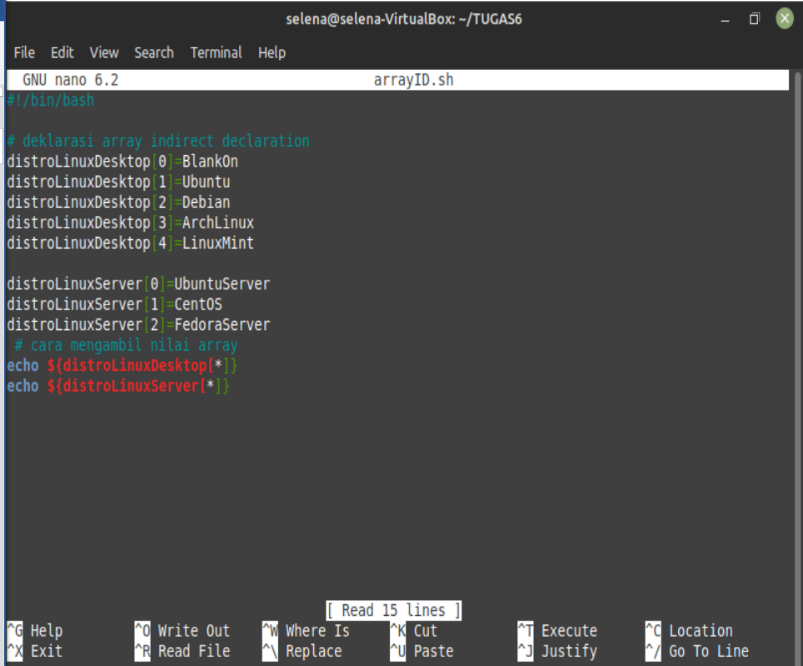 selena@selena-VirtualBox: ~/TUGAS6
File Edit View Search Terminal Help
GNU nano 6.2 arrayID.sh
#!/bin/bash
# deklarasi array indirect declaration
distroLinuxDesktop[0]=BlankOn
distroLinuxDesktop[1]=Ubuntu
distroLinuxDesktop[2]=Debian
distroLinuxDesktop[3]=ArchLinux
distroLinuxDesktop[4]=LinuxMint
distroLinuxServer[0]=UbuntuServer
distroLinuxServer[1]=CentOS
distroLinuxServer[2]=FedoraServer
# cara mengambil nilai array
echo ${distroLinuxDesktop[*]}
echo ${distroLinuxServer[*]}
[ Read 15 lines ]
^G Help ^O Write Out ^W Where Is ^K Cut ^T Execute ^C Location
^X Exit ^R Read File ^\ Replace ^U Paste ^J Justify ^/ Go To Line